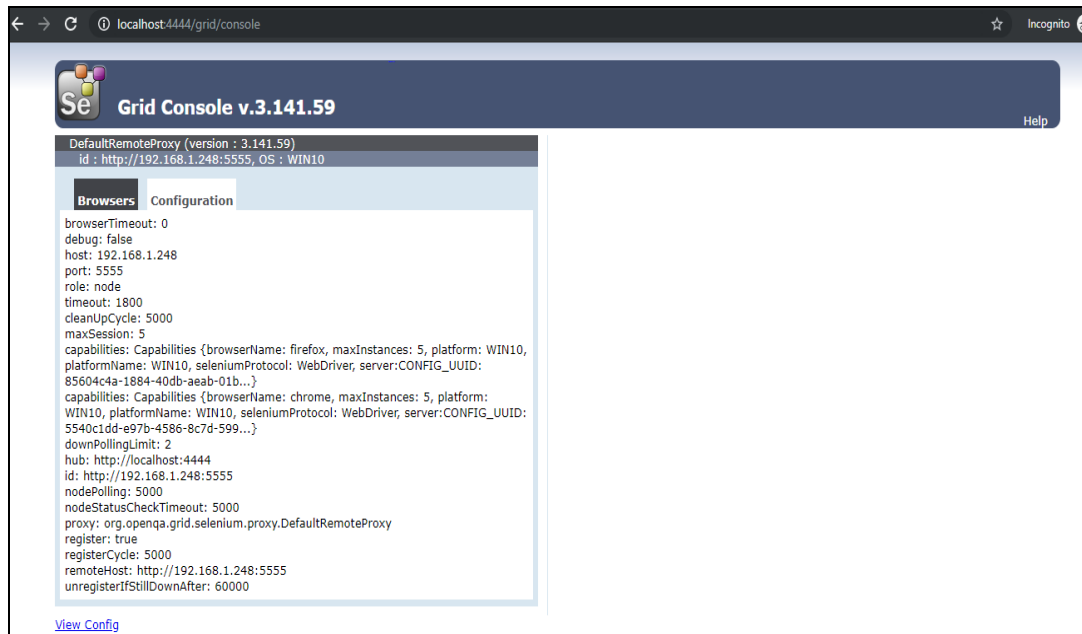 localhost:4444/grid/console
Incognito
Se
Grid Console v.3.141.59
Help
DefaultRemoteProxy (version : 3.141.59)
id : http://192.168.1.248:5555, OS : WIN10
Browsers Configuration
browserTimeout: 0
debug: false
host: 192.168.1.248
port: 5555
role: node
timeout: 1800
cleanUpCycle: 5000
maxSession: 5
capabilities: Capabilities {browserName: firefox, maxInstances: 5, platform: WIN10,
platformName: WIN10, seleniumProtocol: WebDriver, server:CONFIG_UUID:
85604c4a-1884-40db-aeab-01b...}
capabilities: Capabilities {browserName: chrome, maxInstances: 5, platform:
WIN10, platformName: WIN10, seleniumProtocol: WebDriver, server:CONFIG_UUID:
5540c1dd-e97b-4586-8c7d-599...}
downPollingLimit: 2
hub: http://localhost:4444
id: http://192.168.1.248:5555
nodePolling: 5000
nodeStatusCheckTimeout: 5000
proxy: org.openqa.grid.selenium.proxy.DefaultRemoteProxy
register: true
registerCycle: 5000
remoteHost: http://192.168.1.248:5555
unregisterIfStillDownAfter: 60000
View Config